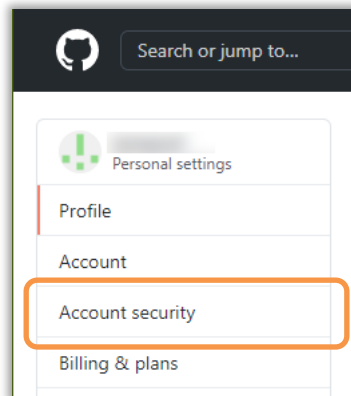 Search or jump to...
Personal settings
Profile
Account
Account security
Billing & plans